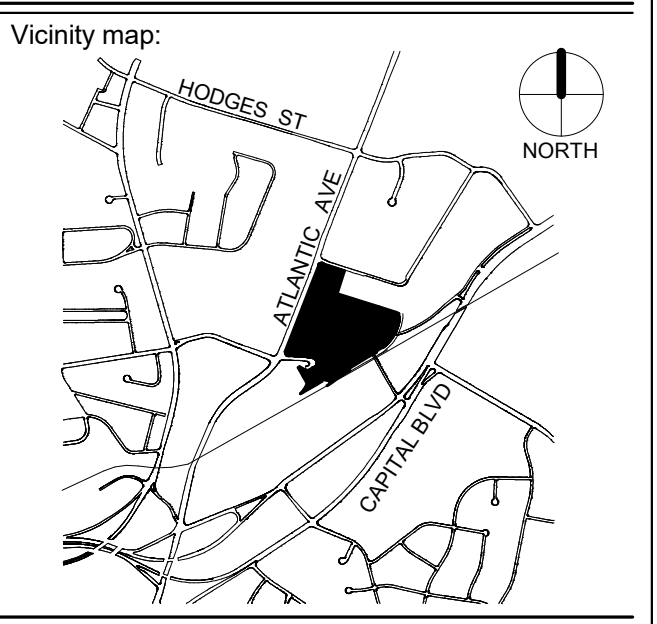 Vicinity map:
HODGES ST
NORTH
ATLANTIC AVE
CAPITAL BLVD